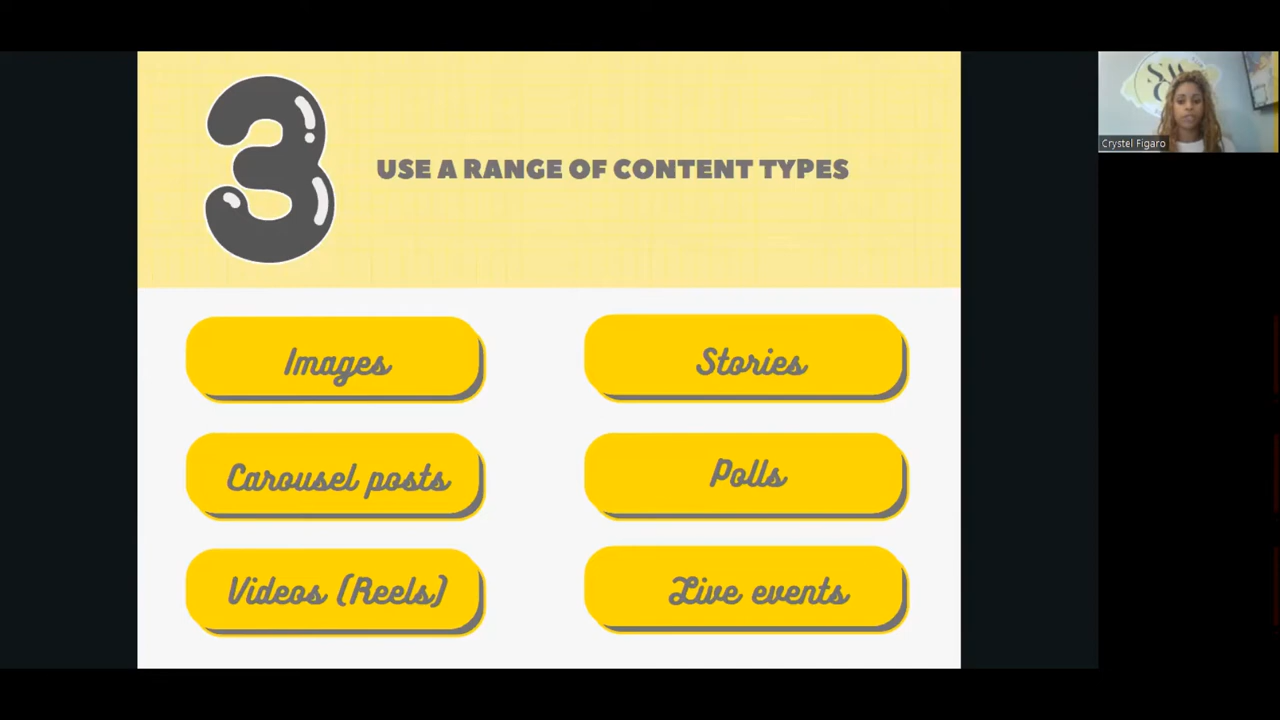 3
USE A RANGE OF CONTENT TYPES
Images
Stories
Carousel posts
Polls
Videos (Reels)
Live events
Crystel Figaro